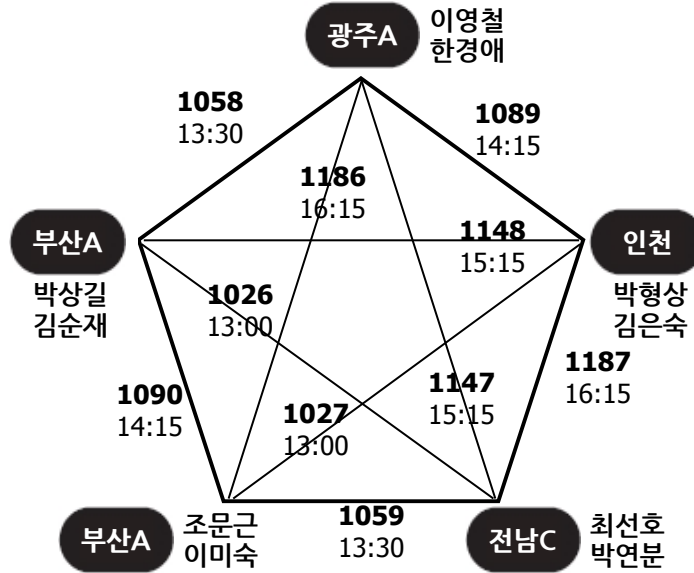 광주A
이영철
한경애
1058
13:30
1089
14:15
1186
16:15
부산A
박상길
김순재
1148
15:15
인천
박형상
김은숙
1026
13:00
1187
16:15
1090
14:15
1147
15:15
1027
13:00
부산A
조문근
이미숙
1059
13:30
전남C
최선호
박연분